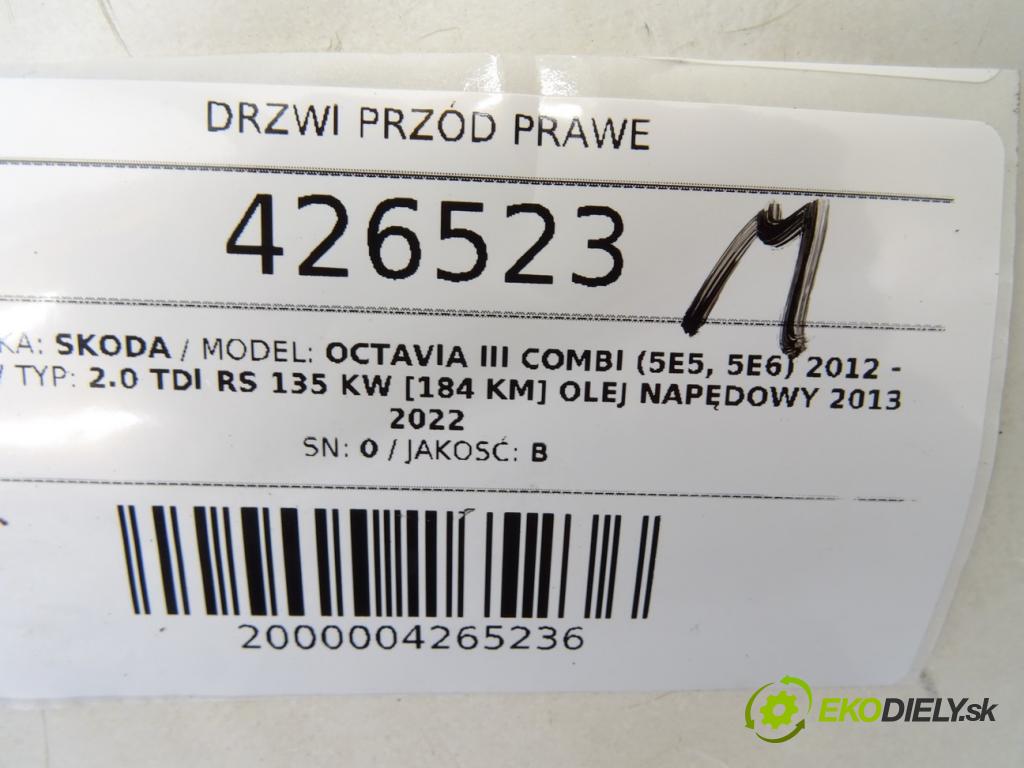 DRZWI PRZÓD PRAWE
426523 M
KA: SKODA / MODEL: OCTAVIA III COMBI (5E5, 5E6) 2012 -
/ TYP: 2.0 TDI RS 135 KW [184 KM] OLEJ NAPĘDOWY 2013
2022
SN: 0 / JAKOSĆ: B
2000004265236
EKODIELY.sk